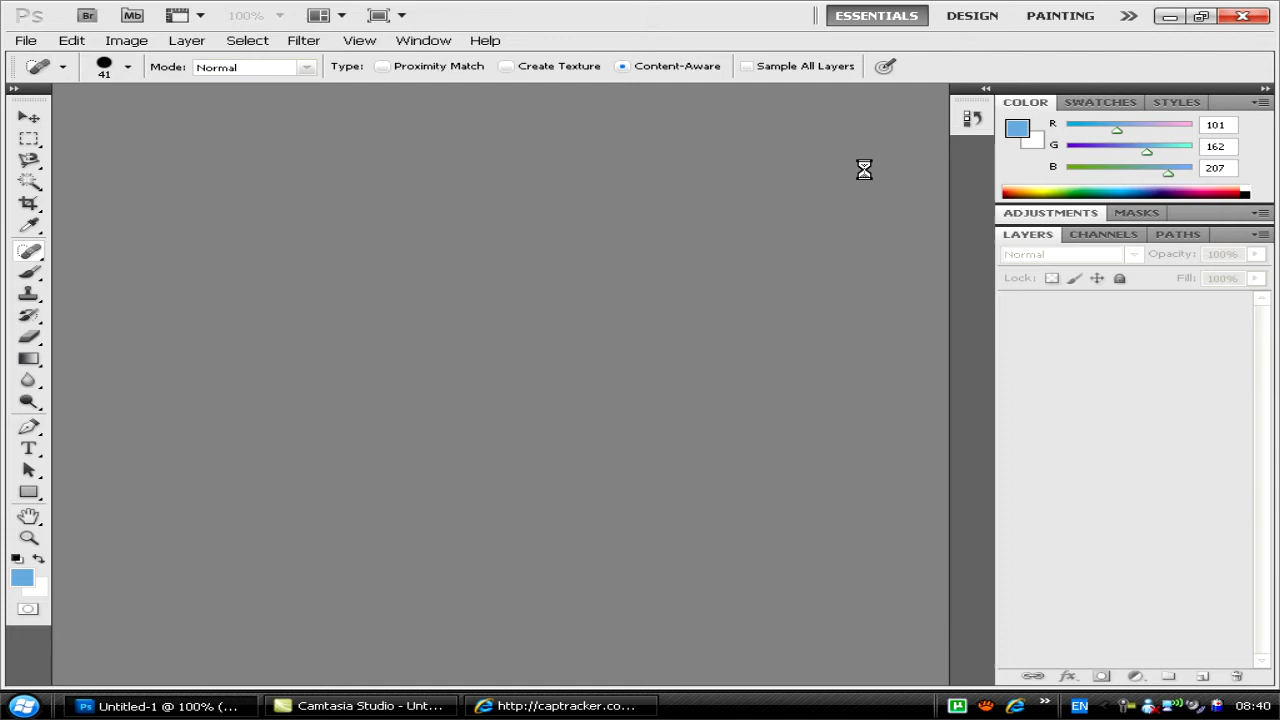 Ps Br Mb 100% ESSENTIALS DESIGN PAINTING
File Edit Image Layer Select Filter View Window Help
41 Mode: Normal Type: Proximity Match Create Texture Content-Aware Sample All Layers
COLOR SWATCHES STYLES
R 101
G 162
B 207
ADJUSTMENTS MASKS
LAYERS CHANNELS PATHS
Normal Opacity: 100%
Lock: Fill: 100%
T
Ps Untitled-1 @ 100% (... Camtasia Studio - Unt... http://captracker.co... EN 08:40